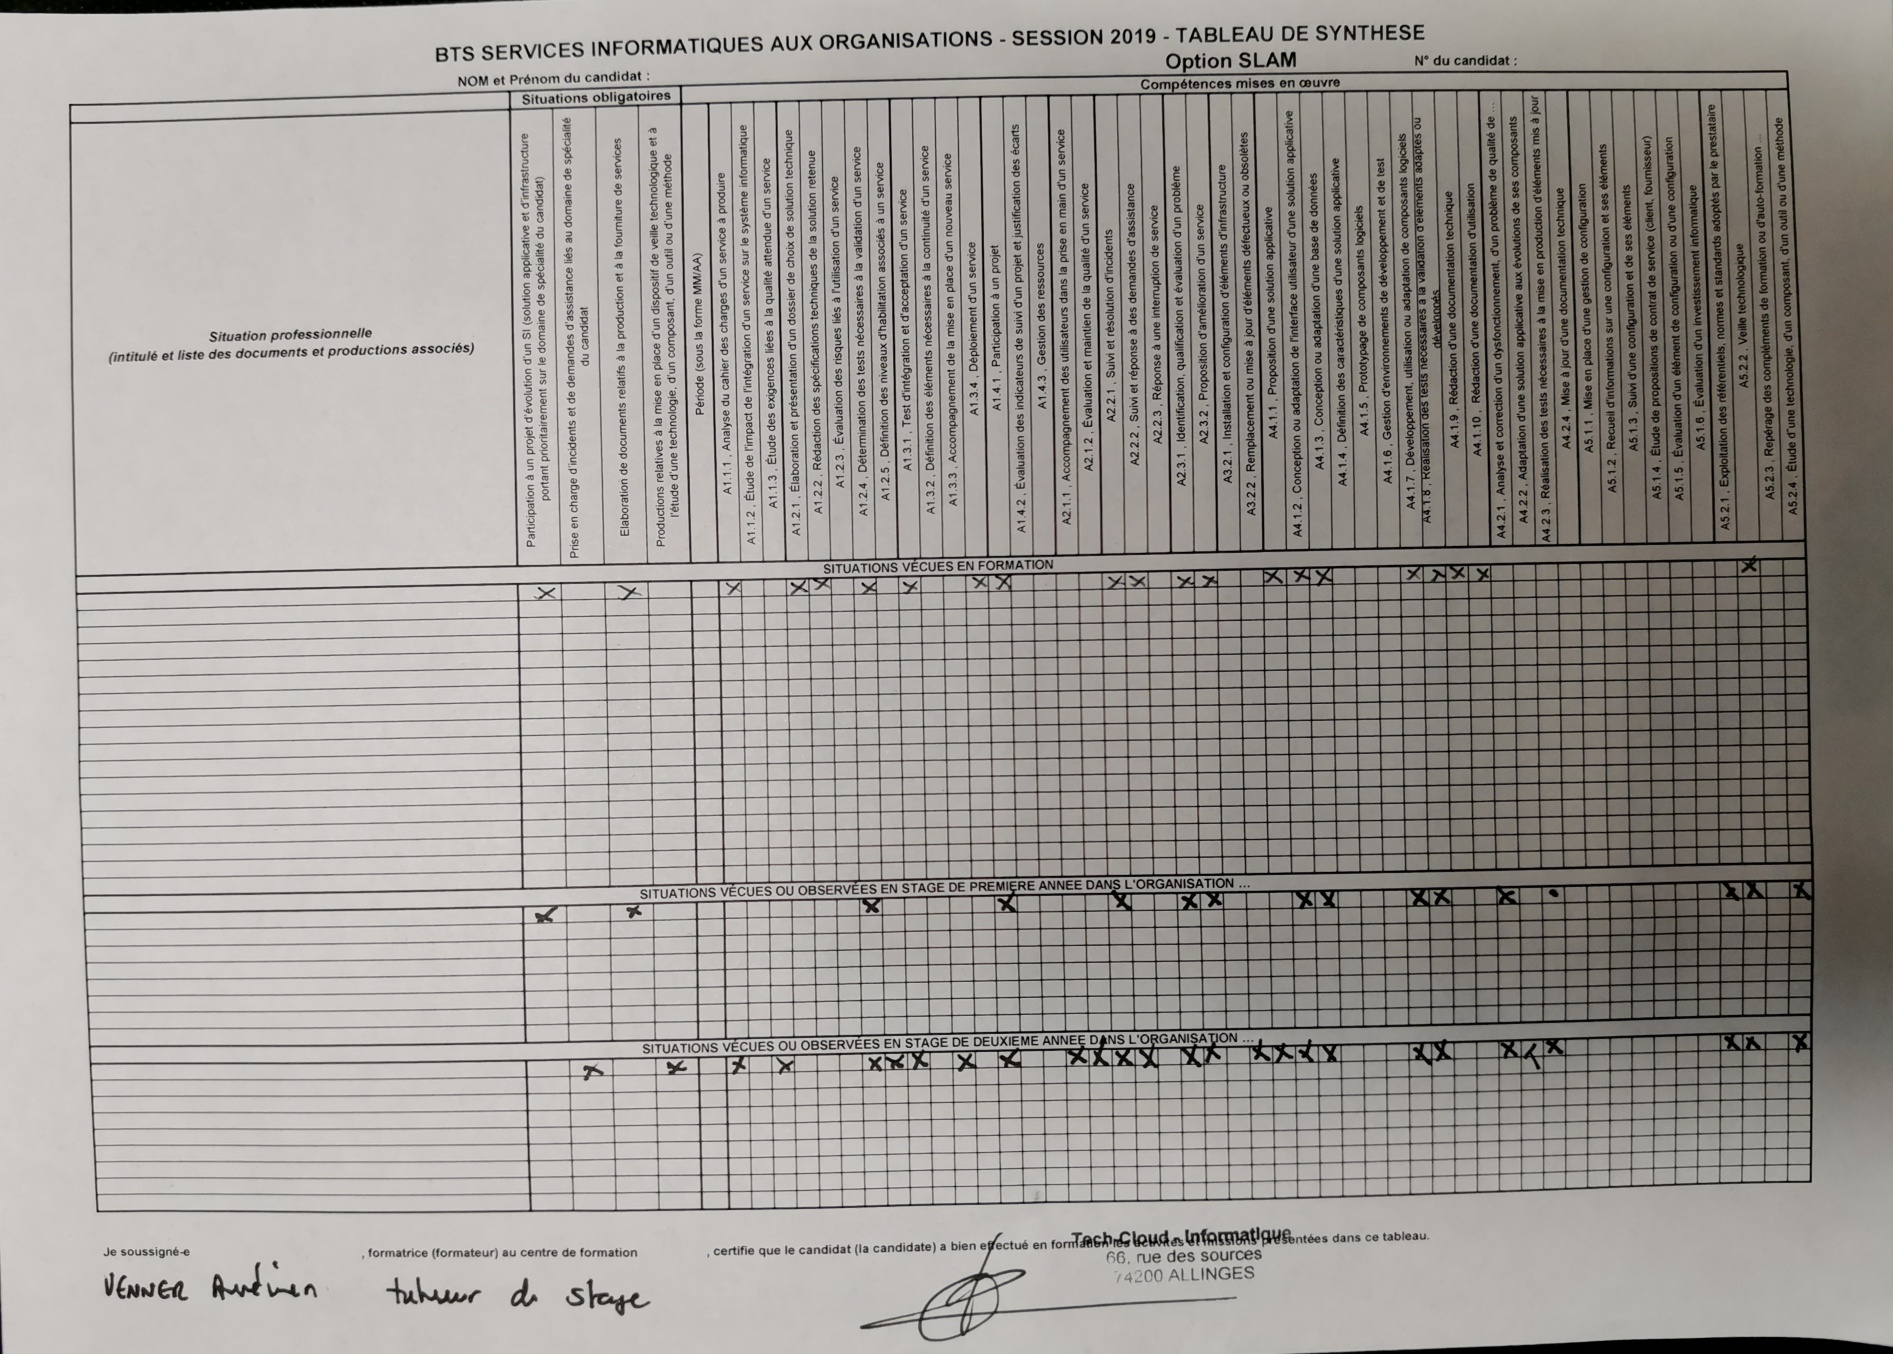 BTS SERVICES INFORMATIQUES AUX ORGANISATIONS - SESSION 2019 - TABLEAU DE SYNTHESE
NOM et Prénom du candidat :
Option SLAM
N° du candidat :
Situations obligatoires
Compétences mises en œuvre
Situation professionnelle
(intitulé et liste des documents et productions associés)
Participation à un projet d'évolution d'un SI (solution applicative et d'infrastructure
portant prioritairement sur le domaine de spécialité du candidat)
Prise en charge d'incidents et de demandes d'assistance liés au domaine de spécialité
du candidat
Elaboration de documents relatifs à la production et à la fourniture de services
Productions relatives à la mise en place d'un dispositif de veille technologique et à
l'étude d'une technologie, d'un composant, d'un outil ou d'une méthode
Période (sous la forme MM/AA)
A1.1.1 , Analyse du cahier des charges d'un service à produire
A1.1.2 , Étude de l'impact de l'intégration d'un service sur le système informatique
A1.1.3 , Étude des exigences liées à la qualité attendue d'un service
A1.2.1 , Élaboration et présentation d'un dossier de choix de solution technique
A1.2.2 , Rédaction des spécifications techniques de la solution retenue
A1.2.3 , Évaluation des risques liés à l'utilisation d'un service
A1.2.4 , Détermination des tests nécessaires à la validation d'un service
A1.2.5 , Définition des niveaux d'habilitation associés à un service
A1.3.1 , Test d'intégration et d'acceptation d'un service
A1.3.2 , Définition des éléments nécessaires à la continuité d'un service
A1.3.3 , Accompagnement de la mise en place d'un nouveau service
A1.3.4 , Déploiement d'un service
A1.4.1 , Participation à un projet
A1.4.2 , Évaluation des indicateurs de suivi d'un projet et justification des écarts
A1.4.3 , Gestion des ressources
A2.1.1 , Accompagnement des utilisateurs dans la prise en main d'un service
A2.1.2 , Évaluation et maintien de la qualité d'un service
A2.2.1 , Suivi et résolution d'incidents
A2.2.2 , Suivi et réponse à des demandes d'assistance
A2.2.3 , Réponse à une interruption de service
A2.3.1 , Identification, qualification et évaluation d'un problème
A2.3.2 , Proposition d'amélioration d'un service
A3.2.1 , Installation et configuration d'éléments d'infrastructure
A3.2.2 , Remplacement ou mise à jour d'éléments défectueux ou obsolètes
A4.1.1 , Proposition d'une solution applicative
A4.1.2 , Conception ou adaptation de l'interface utilisateur d'une solution applicative
A4.1.3 , Conception ou adaptation d'une base de données
A4.1.4 , Définition des caractéristiques d'une solution applicative
A4.1.5 , Prototypage de composants logiciels
A4.1.6 , Gestion d'environnements de développement et de test
A4.1.7 , Développement, utilisation ou adaptation de composants logiciels
A4.1.8 , Réalisation des tests nécessaires à la validation d'éléments adaptés ou
développés
A4.1.9 , Rédaction d'une documentation technique
A4.1.10 , Rédaction d'une documentation d'utilisation
A4.2.1 , Analyse et correction d'un dysfonctionnement, d'un problème de qualité de ...
A4.2.2 , Adaptation d'une solution applicative aux évolutions de ses composants
A4.2.3 , Réalisation des tests nécessaires à la mise en production d'éléments mis à jour
A4.2.4 , Mise à jour d'une documentation technique
A5.1.1 , Mise en place d'une gestion de configuration
A5.1.2 , Recueil d'informations sur une configuration et ses éléments
A5.1.3 , Suivi d'une configuration et de ses éléments
A5.1.4 , Étude de propositions de contrat de service (client, fournisseur)
A5.1.5 , Évaluation d'un élément de configuration ou d'une configuration
A5.1.6 , Évaluation d'un investissement informatique
A5.2.1 , Exploitation des référentiels, normes et standards adoptés par le prestataire
A5.2.2 , Veille technologique
A5.2.3 , Repérage des compléments de formation ou d'auto-formation ...
A5.2.4 , Étude d'une technologie, d'un composant, d'un outil ou d'une méthode
SITUATIONS VÉCUES EN FORMATION
SITUATIONS VÉCUES OU OBSERVÉES EN STAGE DE PREMIERE ANNEE DANS L'ORGANISATION ...
SITUATIONS VÉCUES OU OBSERVÉES EN STAGE DE DEUXIEME ANNEE DANS L'ORGANISATION ...
Je soussigné-e , formatrice (formateur) au centre de formation , certifie que le candidat (la candidate) a bien effectué en formation les activités et missions présentées dans ce tableau.
Tech-Cloud - Informatique
66, rue des sources
74200 ALLINGES
VENNER tuteur de stage